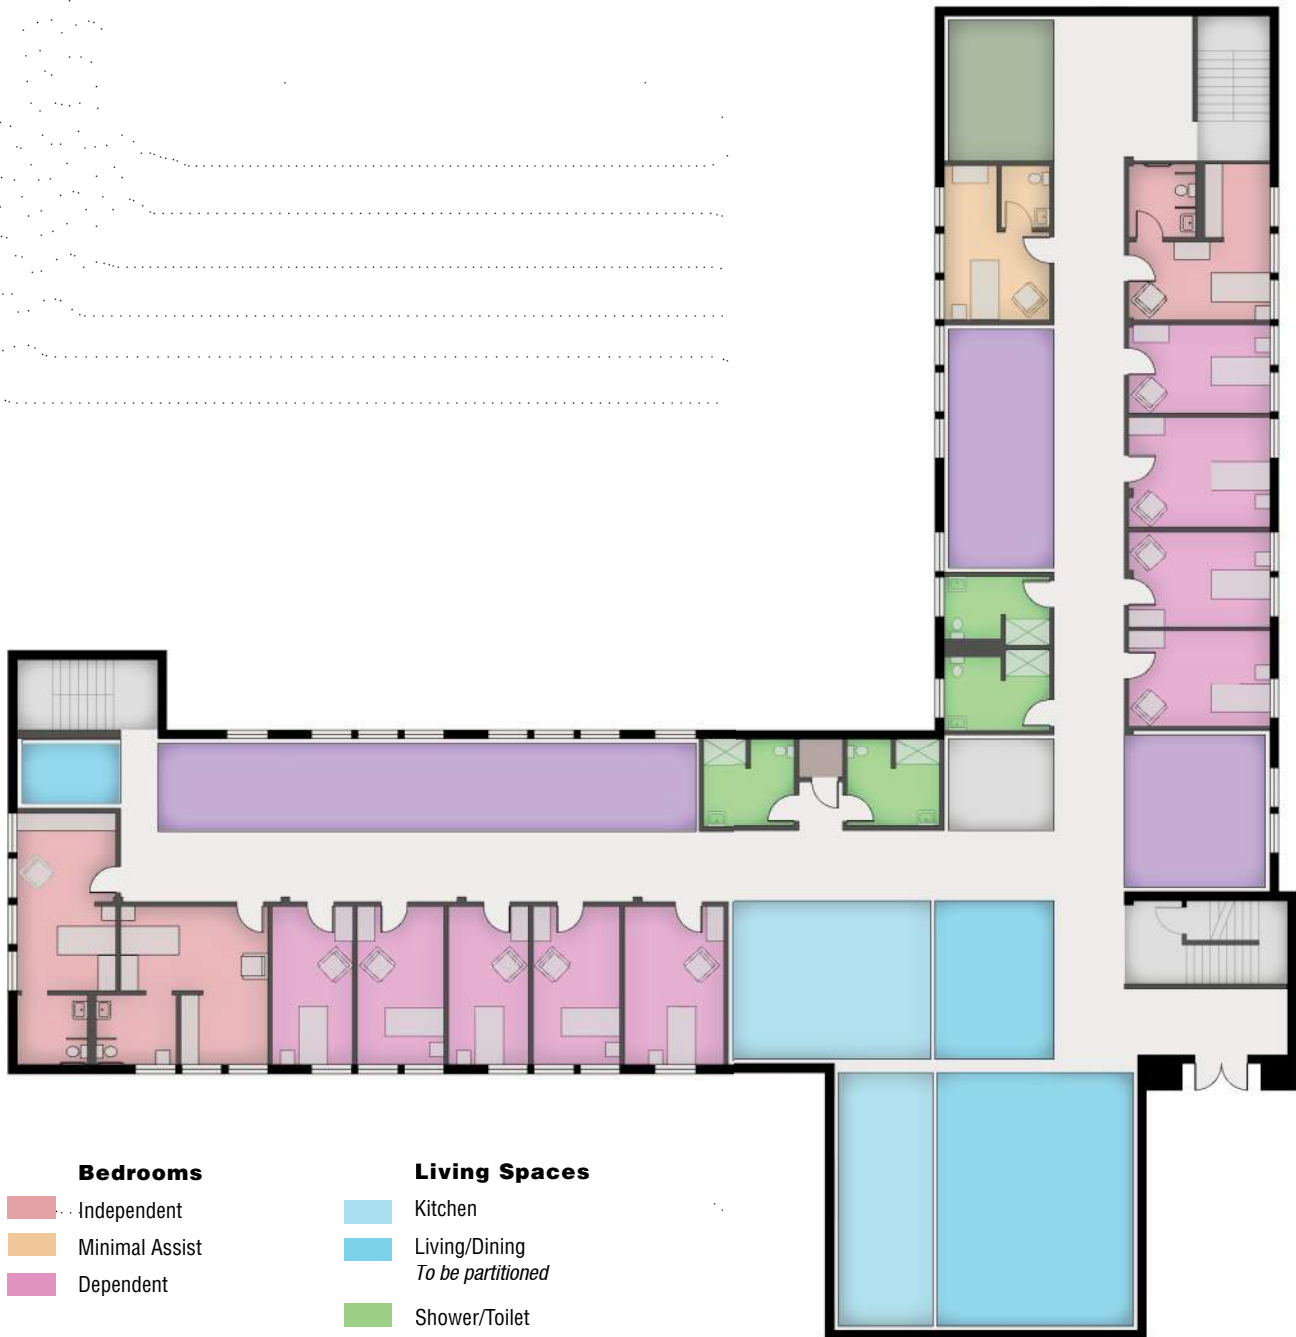 Bedrooms
Independent
Minimal Assist
Dependent
Living Spaces
Kitchen
Living/Dining
To be partitioned
Shower/Toilet